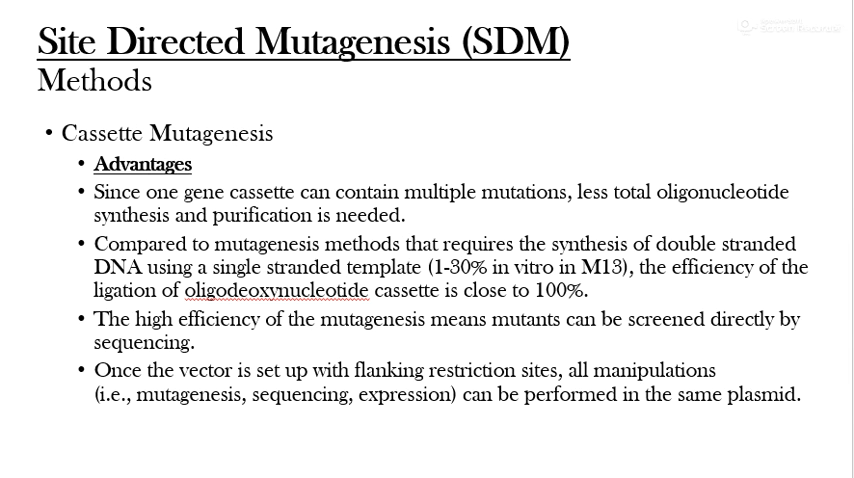 Site Directed Mutagenesis (SDM)
Methods
• Cassette Mutagenesis
• Advantages
• Since one gene cassette can contain multiple mutations, less total oligonucleotide
synthesis and purification is needed.
• Compared to mutagenesis methods that requires the synthesis of double stranded
DNA using a single stranded template (1-30% in vitro in M13), the efficiency of the
ligation of oligodeoxynucleotide cassette is close to 100%.
• The high efficiency of the mutagenesis means mutants can be screened directly by
sequencing.
• Once the vector is set up with flanking restriction sites, all manipulations
(i.e., mutagenesis, sequencing, expression) can be performed in the same plasmid.